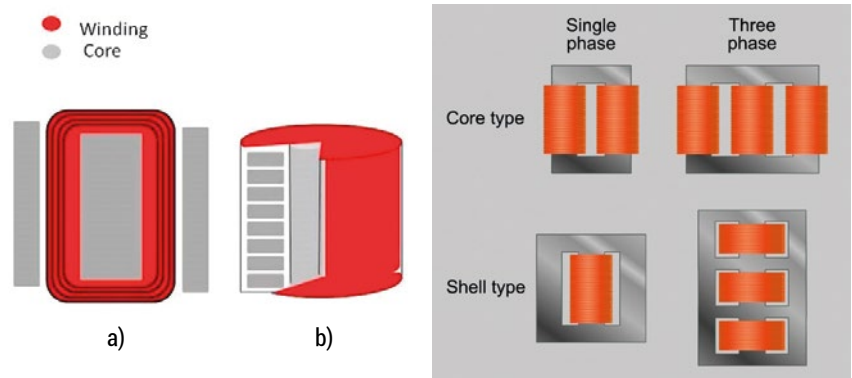 Winding
Core
a)
b)
Single
phase
Three
phase
Core type
Shell type